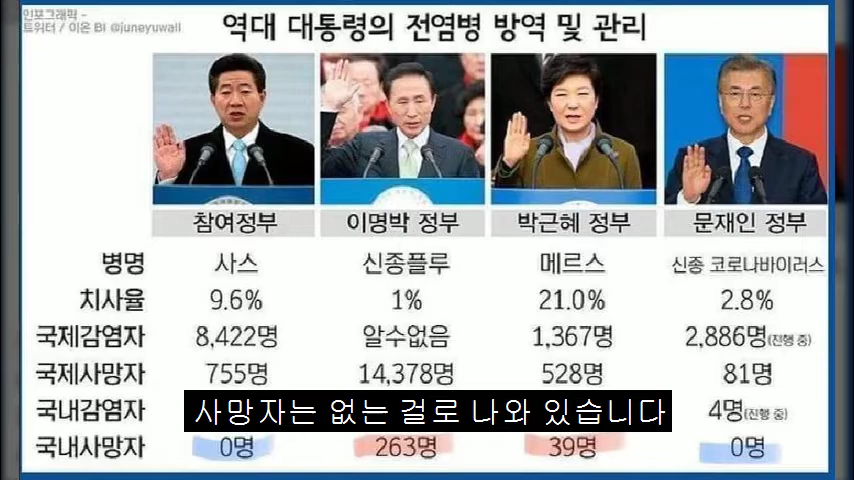 인포그래픽 -
트위터 / 이온 BI @juneyuwall
역대 대통령의 전염병 방역 및 관리
참여정부 이명박 정부 박근혜 정부 문재인 정부
병명 사스 신종플루 메르스 신종 코로나바이러스
치사율 9.6% 1% 21.0% 2.8%
국제감염자 8,422명 알수없음 1,367명 2,886명(진행 중)
국제사망자 755명 14,378명 528명 81명
국내감염자 4명(진행 중)
사망자는 없는 걸로 나와 있습니다
국내사망자 0명 263명 39명 0명